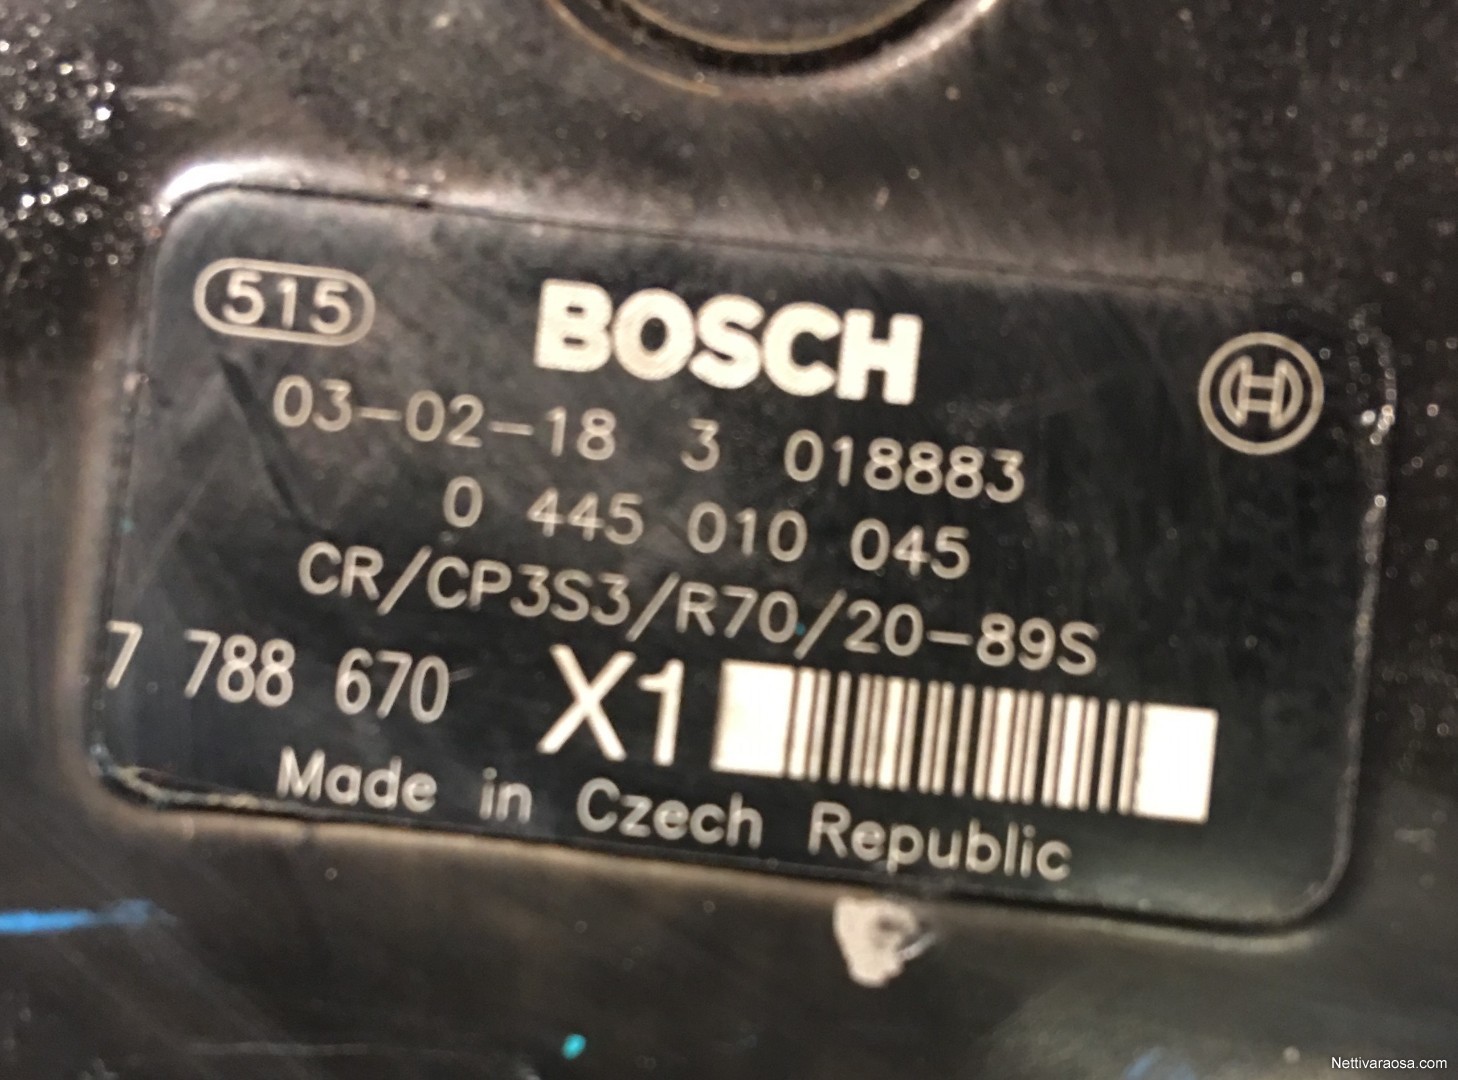 515
BOSCH
03-02-18 3 018883
0 445 010 045
CR/CP3S3/R70/20-89S
7 788 670 X1
Made in Czech Republic
Nettivaraosa.com